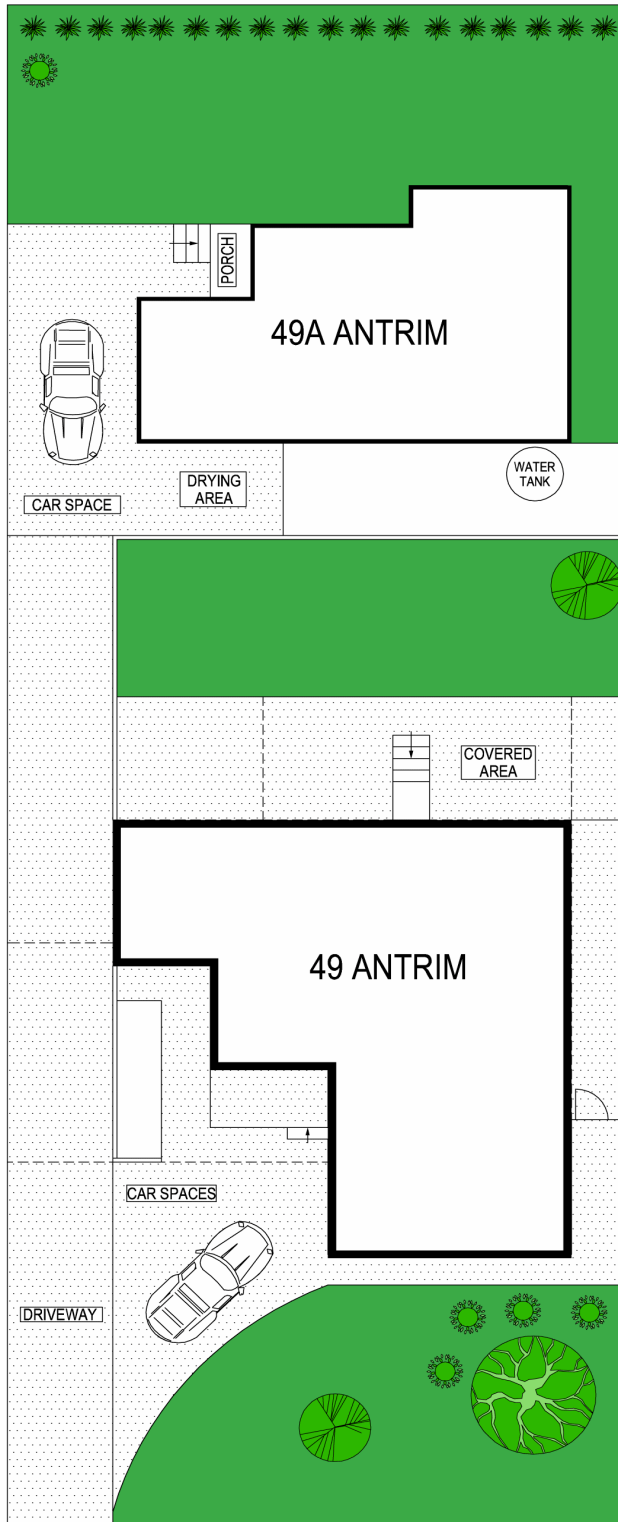 PORCH
49A ANTRIM
WATER
TANK
DRYING
AREA
CAR SPACE
COVERED
AREA
49 ANTRIM
CAR SPACES
DRIVEWAY